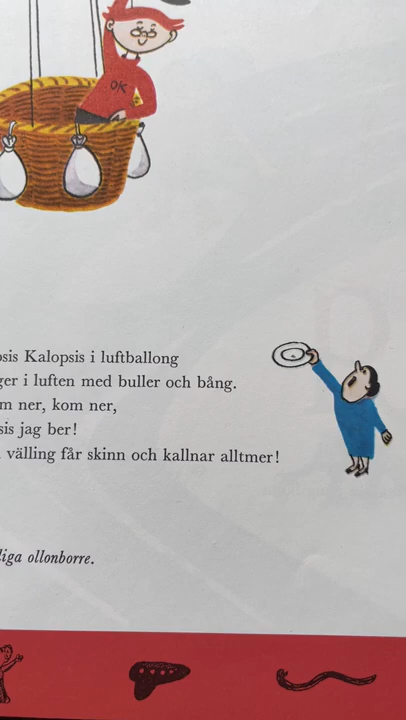 OK
sis Kalopsis i luftballong
ger i luften med buller och bång.
m ner, kom ner,
sis jag ber!
välling får skinn och kallnar alltmer!
liga ollonborre.